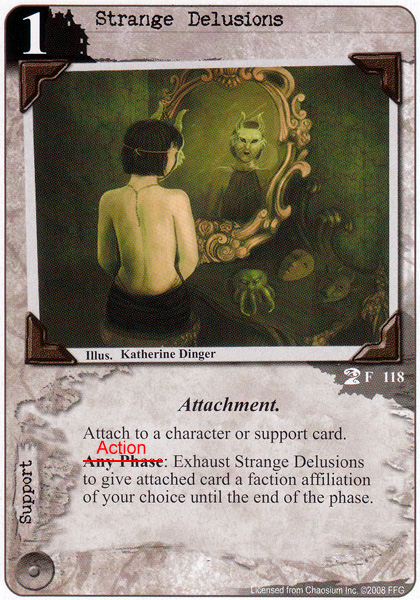 1
Strange Delusions
Illus. Katherine Dinger
F 118
Attachment.
Attach to a character or support card.
Action
Any Phase: Exhaust Strange Delusions
to give attached card a faction affiliation
of your choice until the end of the phase.
Support
Licensed from Chaosium Inc. ©2008 FFG